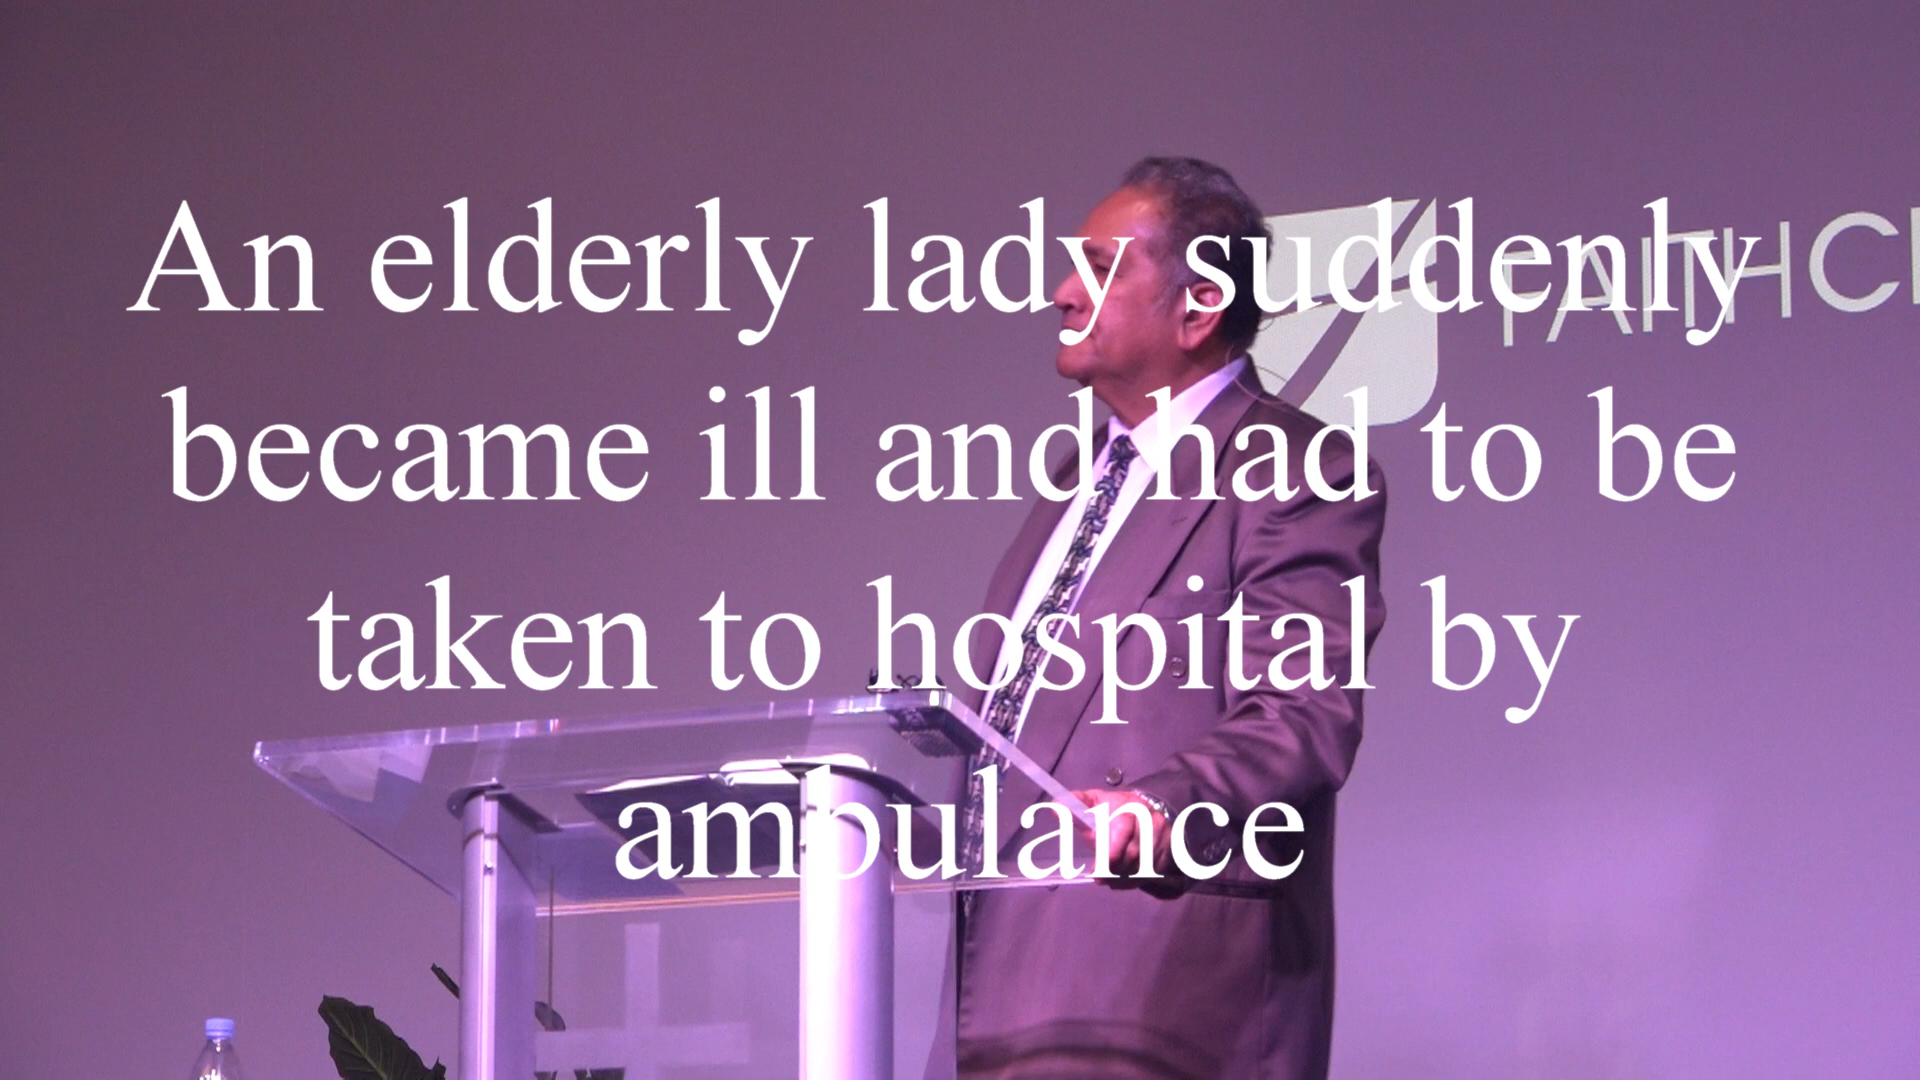 An elderly lady suddenly
became ill and had to be
taken to hospital by
ambulance